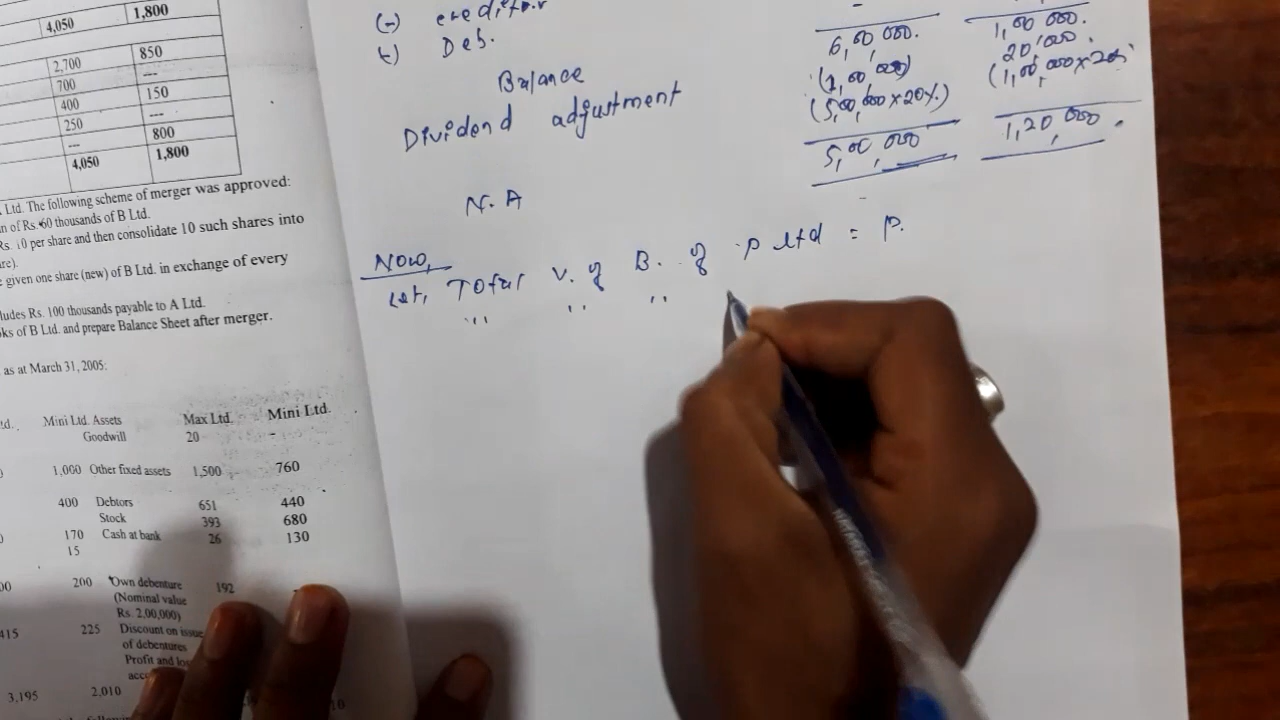 4,050 1,800
2,700 850
700 ---
400 150
250 ---
--- 800
4,050 1,800
Ltd. The following scheme of merger was approved:
n of Rs. 60 thousands of B Ltd.
Rs. 10 per share and then consolidate 10 such shares into
are).
given one share (new) of B Ltd. in exchange of every
ludes Rs. 100 thousands payable to A Ltd.
ks of B Ltd. and prepare Balance Sheet after merger.
as at March 31, 2005:
td. Mini Ltd. Assets Max Ltd. Mini Ltd.
Goodwill 20 -
1,000 Other fixed assets 1,500 760
400 Debtors 651 440
Stock 393 680
170 Cash at bank 26 130
15
00 200 Own debenture 192
(Nominal value
Rs. 2,00,000)
415 225 Discount on issue
of debentures
Profit and
3,195 2,010
(-) creditor
(-) Deb.
6,00 000. 1,00 000.
20,000.
Balance
Dividend adjustment
(5,00,000 x 20%)
5,00,000 1,20,000.
N.A
Now,
Let, Total V. of B. of P Ltd = P.
" " "